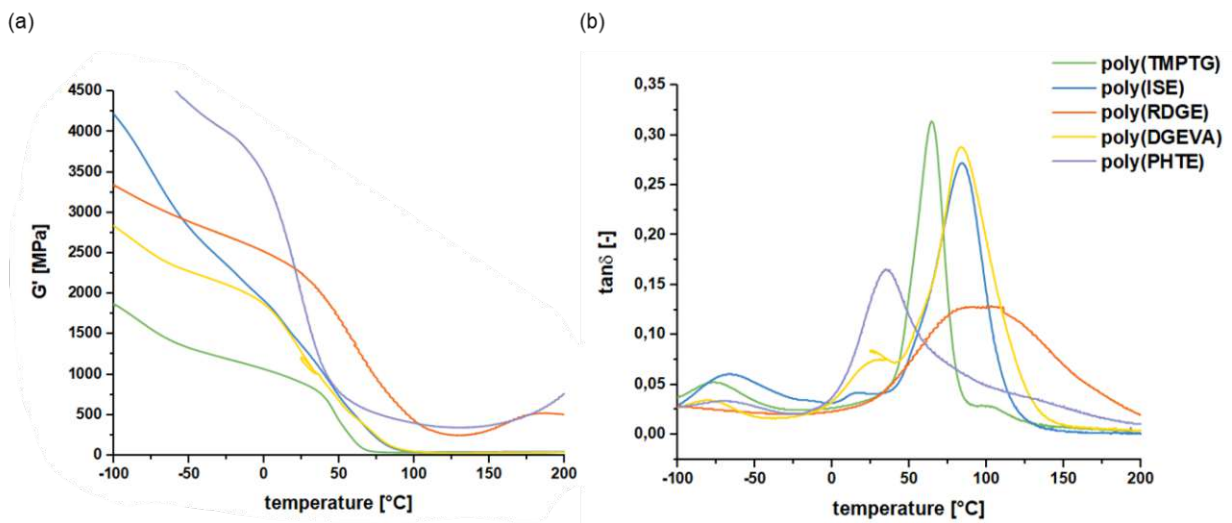 (a)
(b)
4500
4000
3500
3000
2500
2000
1500
1000
500
0
G' [MPa]
-100
-50
0
50
100
150
200
temperature [°C]
0,35
0,30
0,25
0,20
0,15
0,10
0,05
0,00
tanδ [-]
-100
-50
0
50
100
150
200
temperature [°C]
poly(TMPTG)
poly(ISE)
poly(RDGE)
poly(DGEVA)
poly(PHTE)